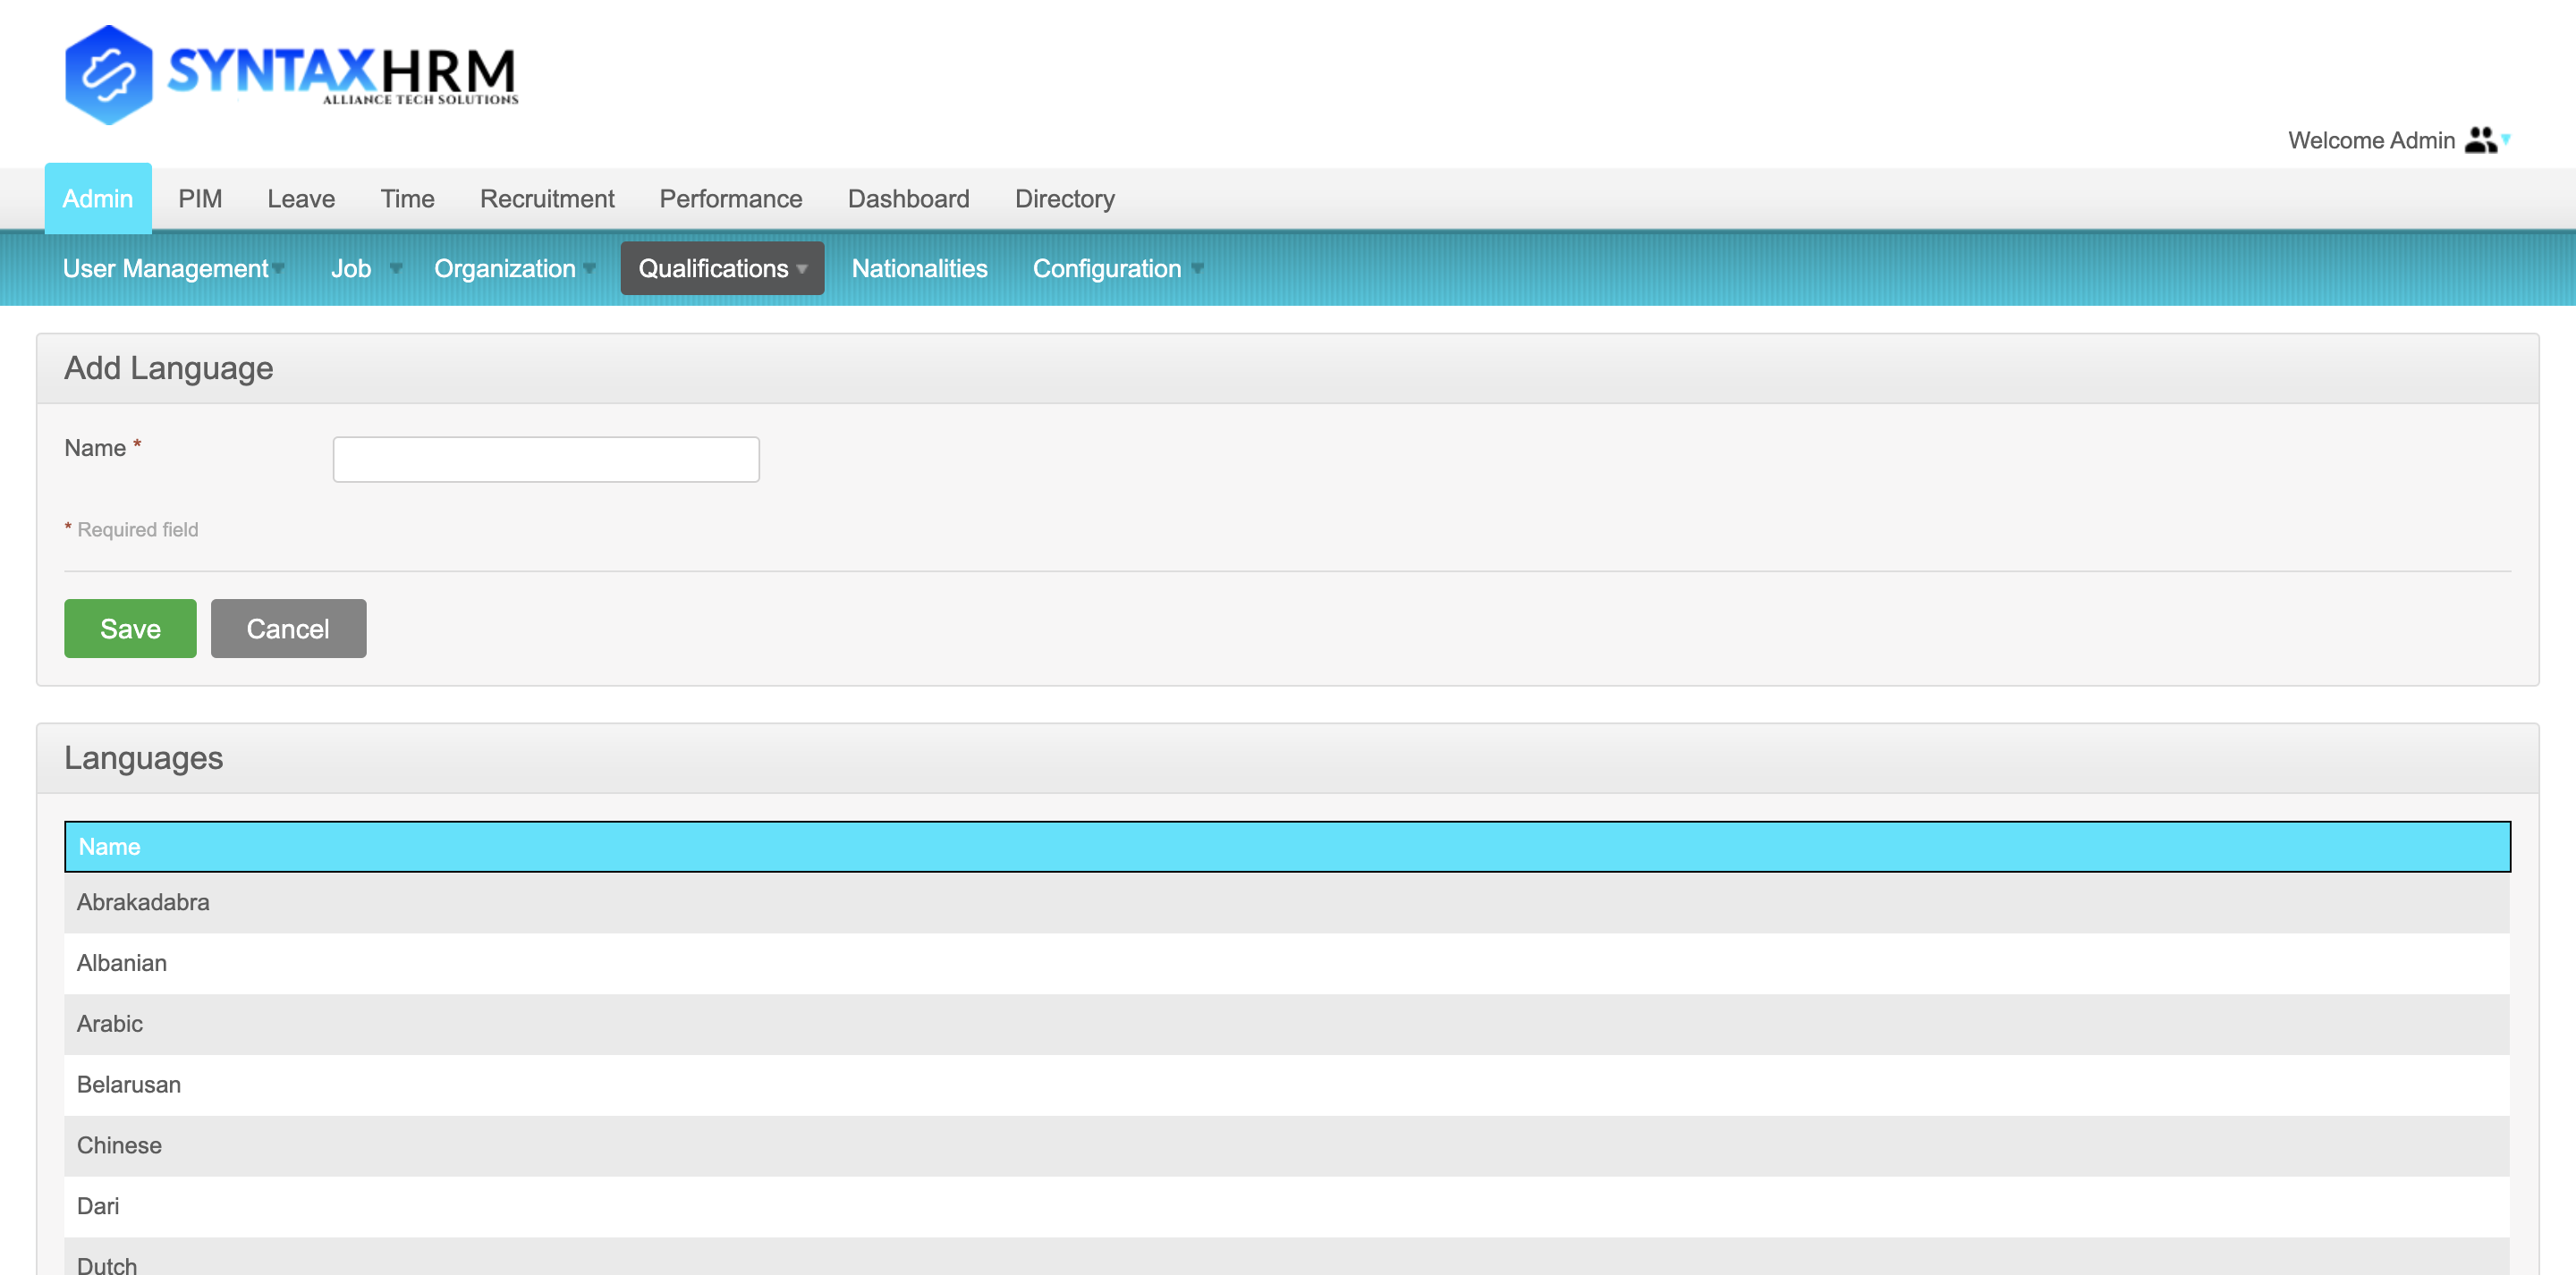 SYNTAXHRM
ALLIANCE TECH SOLUTIONS
Welcome Admin
Admin PIM Leave Time Recruitment Performance Dashboard Directory
User Management Job Organization Qualifications Nationalities Configuration
Add Language
Name *
* Required field
Save Cancel
Languages
Name
Abrakadabra
Albanian
Arabic
Belarusan
Chinese
Dari
Dutch